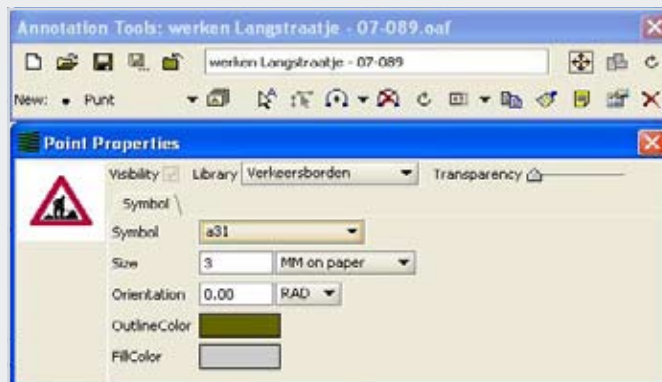 Annotation Tools: werken Langstraatje - 07-089.oaf
werken Langstraatje - 07-089
New: • Punt
Point Properties
Visibility Library Verkeersborden Transparency
Symbol
Symbol a31
Size 3 MM on paper
Orientation 0.00 RAD
OutlineColor
FillColor